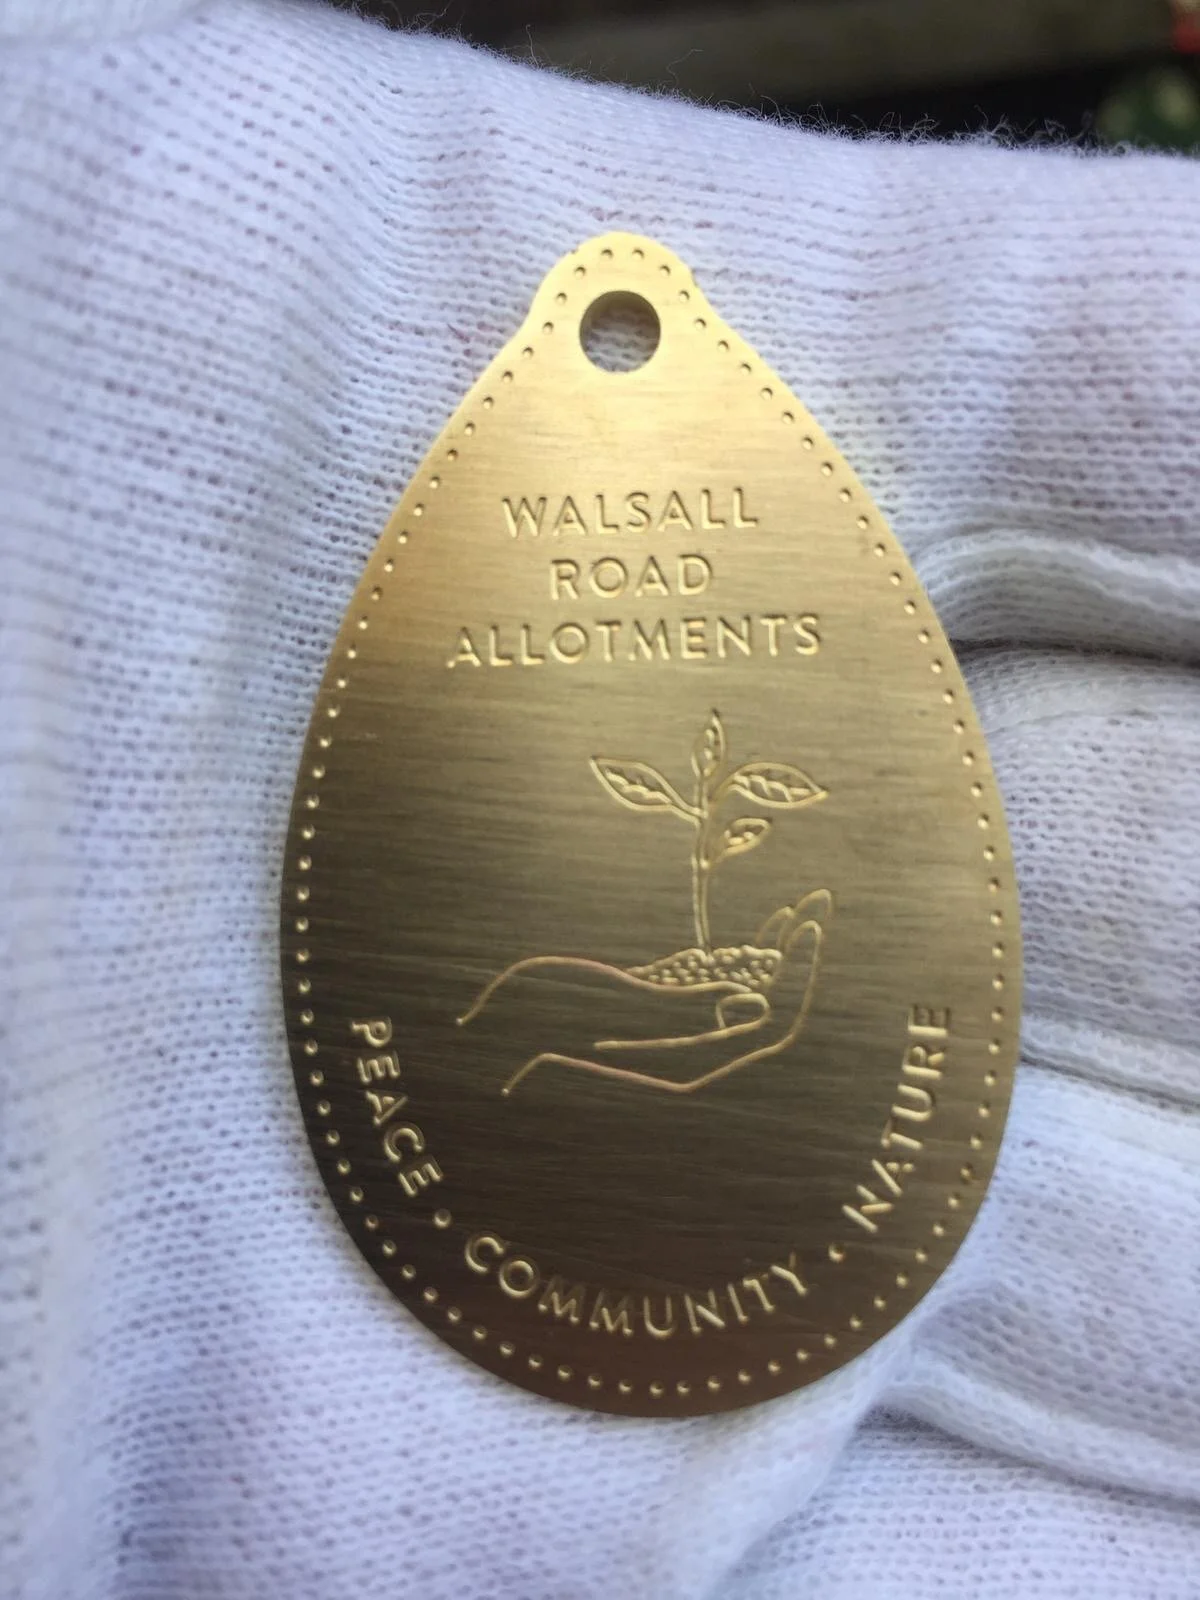 WALSALL
ROAD
ALLOTMENTS
PEACE • COMMUNITY • NATURE